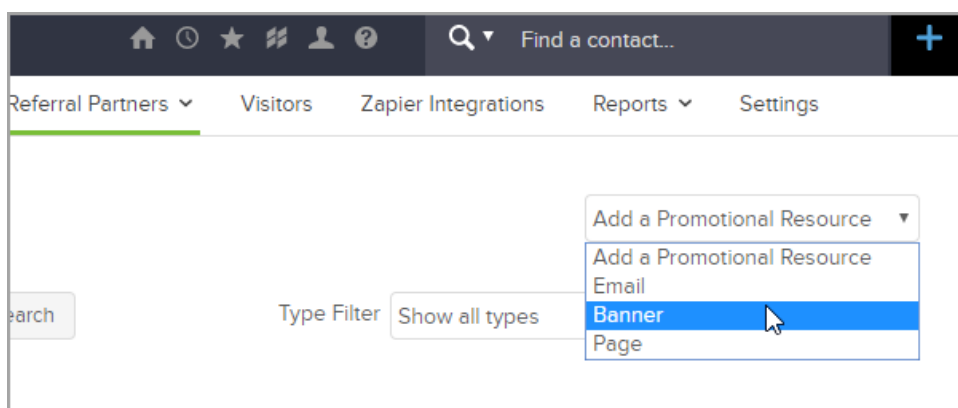 Find a contact...
Referral Partners Visitors Zapier Integrations Reports Settings
Add a Promotional Resource
Add a Promotional Resource
Email
earch Type Filter Show all types Banner
Page